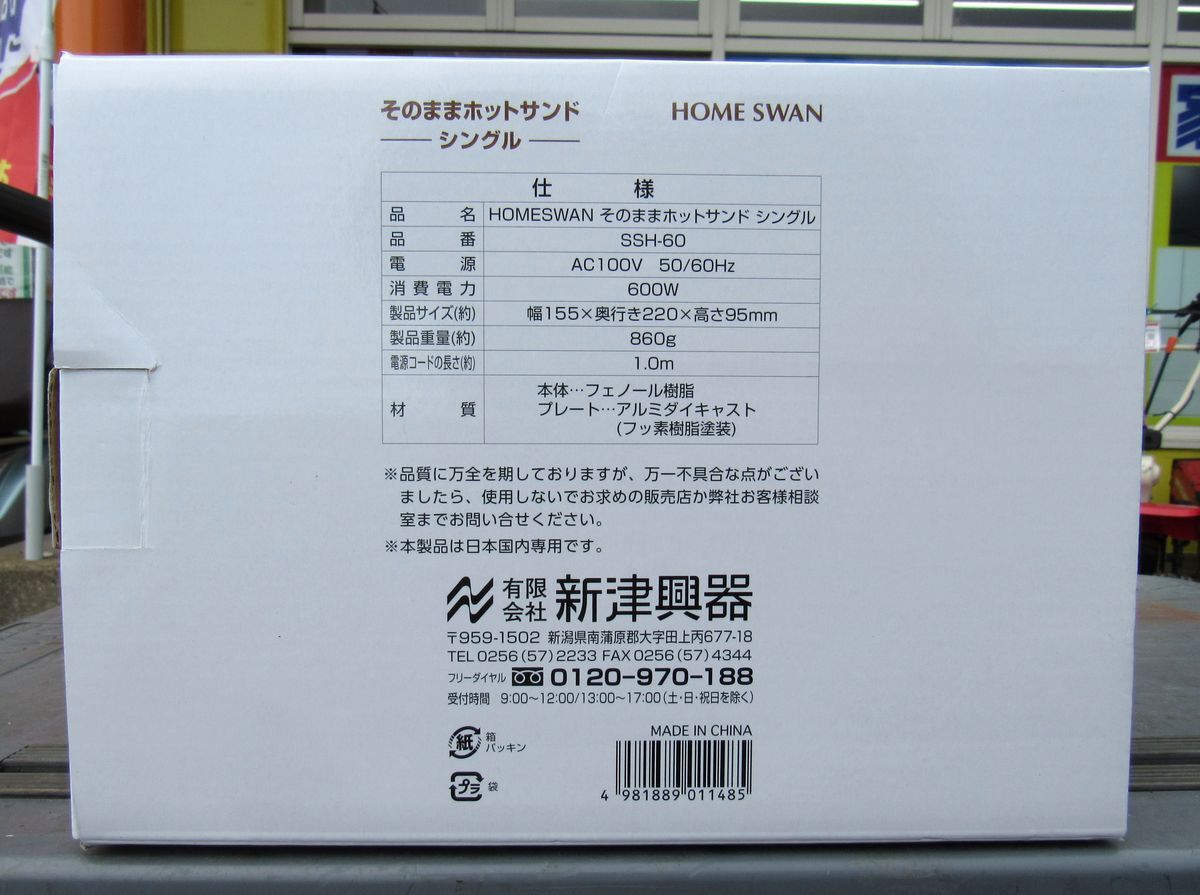 そのままホットサンド
シングル
HOME SWAN
仕様
品名 HOMESWAN そのままホットサンド シングル
品番 SSH-60
電源 AC100V 50/60Hz
消費電力 600W
製品サイズ(約) 幅155×奥行き220×高さ95mm
製品重量(約) 860g
電源コードの長さ(約) 1.0m
材質 本体…フェノール樹脂
プレート…アルミダイキャスト
(フッ素樹脂塗装)
※品質に万全を期しておりますが、万一不具合な点がござい
ましたら、使用しないでお求めの販売店か弊社お客様相談
室までお問い合せください。
※本製品は日本国内専用です。
有限会社 新津興器
〒959-1502 新潟県南蒲原郡大字田上丙677-18
TEL 0256(57)2233 FAX 0256(57)4344
フリーダイヤル 0120-970-188
受付時間 9:00～12:00/13:00～17:00(土・日・祝日を除く)
紙 箱
パッキン
プラ 袋
MADE IN CHINA
4 981889 011485